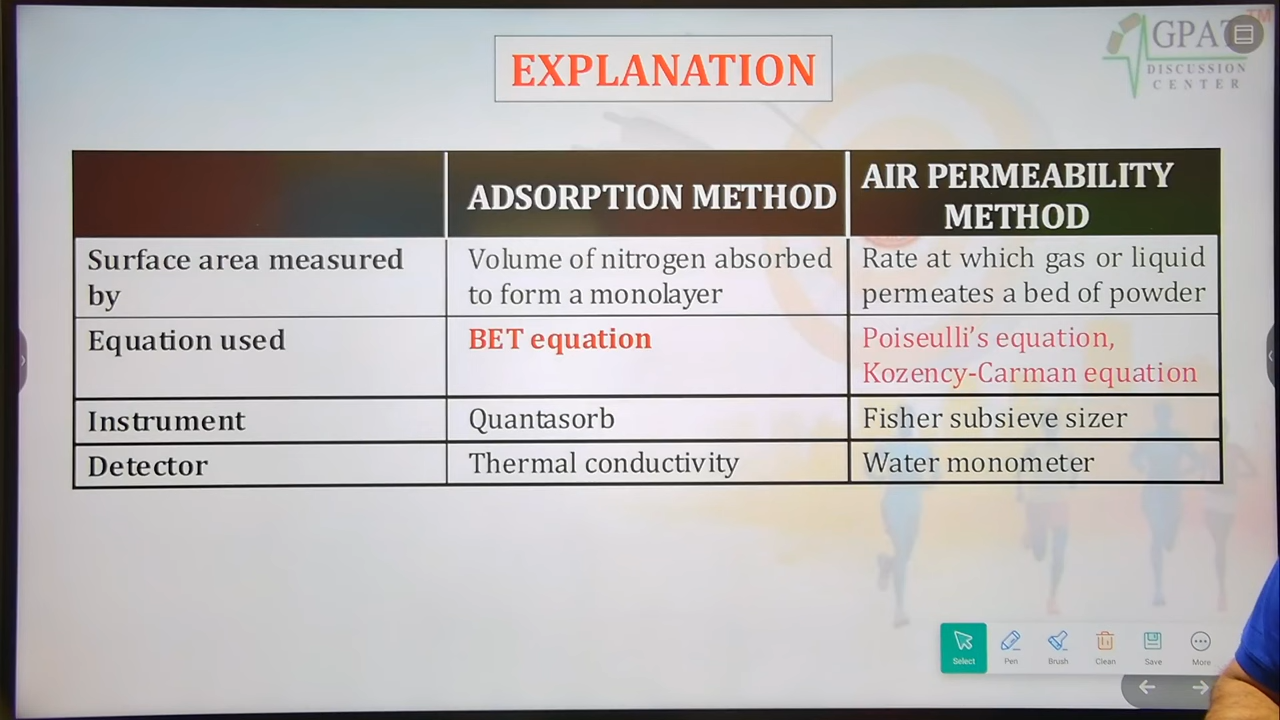 EXPLANATION
GPAT
TM
DISCUSSION
CENTER
ADSORPTION METHOD
AIR PERMEABILITY
METHOD
Surface area measured
by
Volume of nitrogen absorbed
to form a monolayer
Rate at which gas or liquid
permeates a bed of powder
Equation used
BET equation
Poiseulli's equation,
Kozency-Carman equation
Instrument
Quantasorb
Fisher subsieve sizer
Detector
Thermal conductivity
Water monometer
Select
Pen
Brush
Clean
Save
More